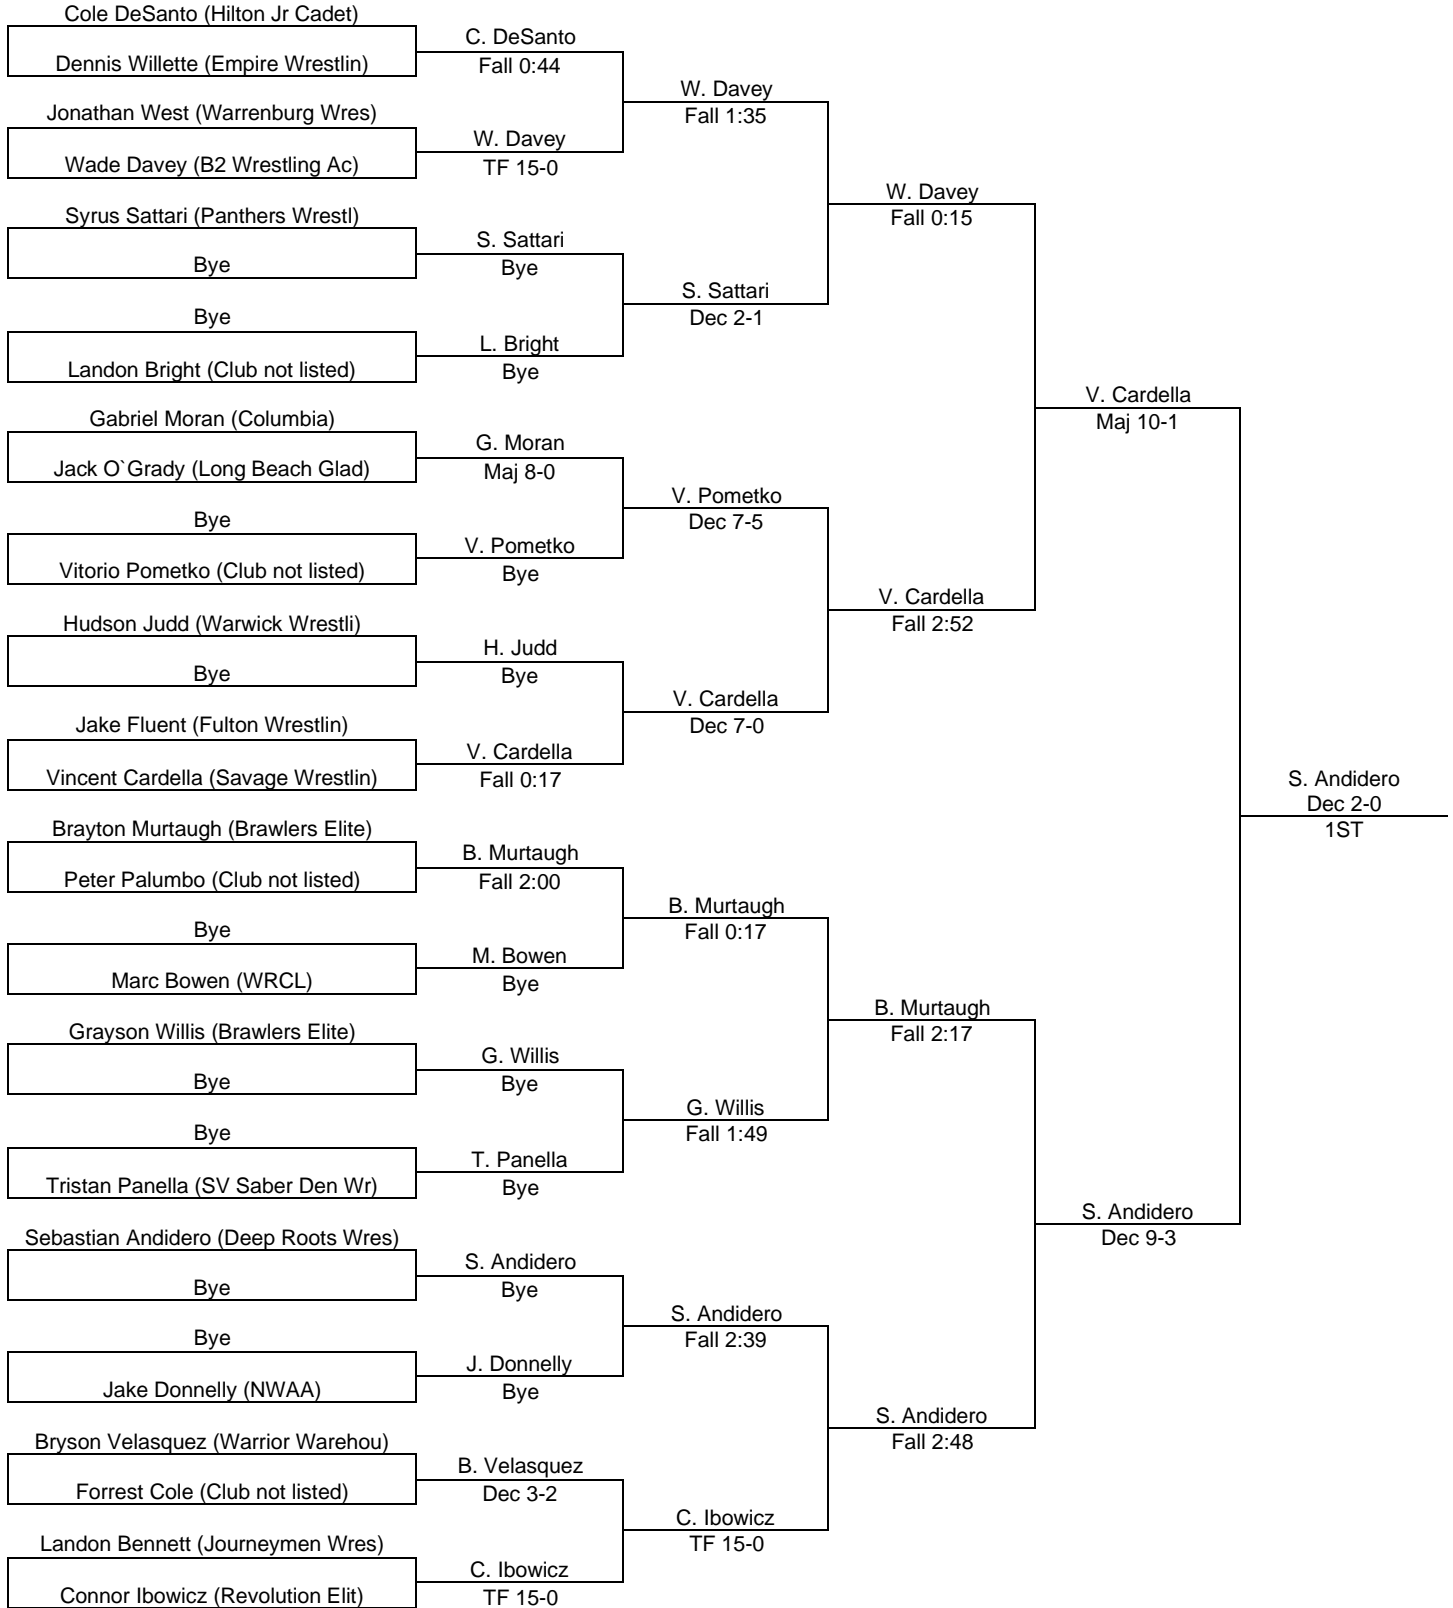 Cole DeSanto (Hilton Jr Cadet)
Dennis Willette (Empire Wrestlin)
Jonathan West (Warrenburg Wres)
Wade Davey (B2 Wrestling Ac)
Syrus Sattari (Panthers Wrestl)
Bye
Bye
Landon Bright (Club not listed)
Gabriel Moran (Columbia)
Jack O`Grady (Long Beach Glad)
Bye
Vitorio Pometko (Club not listed)
Hudson Judd (Warwick Wrestli)
Bye
Jake Fluent (Fulton Wrestlin)
Vincent Cardella (Savage Wrestlin)
Brayton Murtaugh (Brawlers Elite)
Peter Palumbo (Club not listed)
Bye
Marc Bowen (WRCL)
Grayson Willis (Brawlers Elite)
Bye
Bye
Tristan Panella (SV Saber Den Wr)
Sebastian Andidero (Deep Roots Wres)
Bye
Bye
Jake Donnelly (NWAA)
Bryson Velasquez (Warrior Warehou)
Forrest Cole (Club not listed)
Landon Bennett (Journeymen Wres)
Connor Ibowicz (Revolution Elit)
C. DeSanto
Fall 0:44
W. Davey
TF 15-0
S. Sattari
Bye
L. Bright
Bye
G. Moran
Maj 8-0
V. Pometko
Bye
H. Judd
Bye
V. Cardella
Fall 0:17
B. Murtaugh
Fall 2:00
M. Bowen
Bye
G. Willis
Bye
T. Panella
Bye
S. Andidero
Bye
J. Donnelly
Bye
B. Velasquez
Dec 3-2
C. Ibowicz
TF 15-0
W. Davey
Fall 1:35
S. Sattari
Dec 2-1
V. Pometko
Dec 7-5
V. Cardella
Dec 7-0
B. Murtaugh
Fall 0:17
G. Willis
Fall 1:49
S. Andidero
Fall 2:39
C. Ibowicz
TF 15-0
W. Davey
Fall 0:15
V. Cardella
Fall 2:52
B. Murtaugh
Fall 2:17
S. Andidero
Fall 2:48
V. Cardella
Maj 10-1
S. Andidero
Dec 9-3
S. Andidero
Dec 2-0
1ST